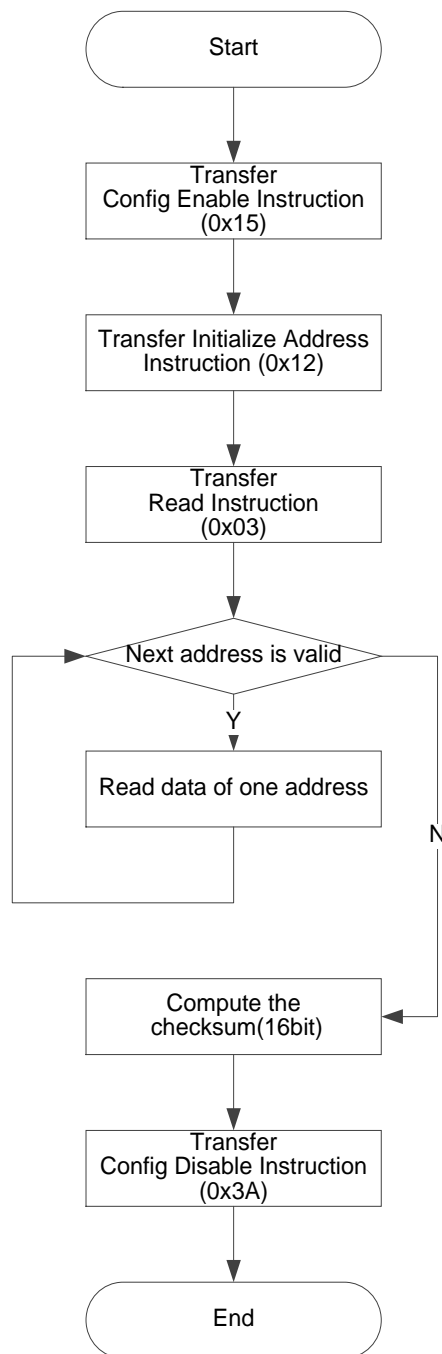 Start
Transfer
Config Enable Instruction
(0x15)
Transfer Initialize Address
Instruction (0x12)
Transfer
Read Instruction
(0x03)
Next address is valid
Y
Read data of one address
N
Compute the
checksum(16bit)
Transfer
Config Disable Instruction
(0x3A)
End